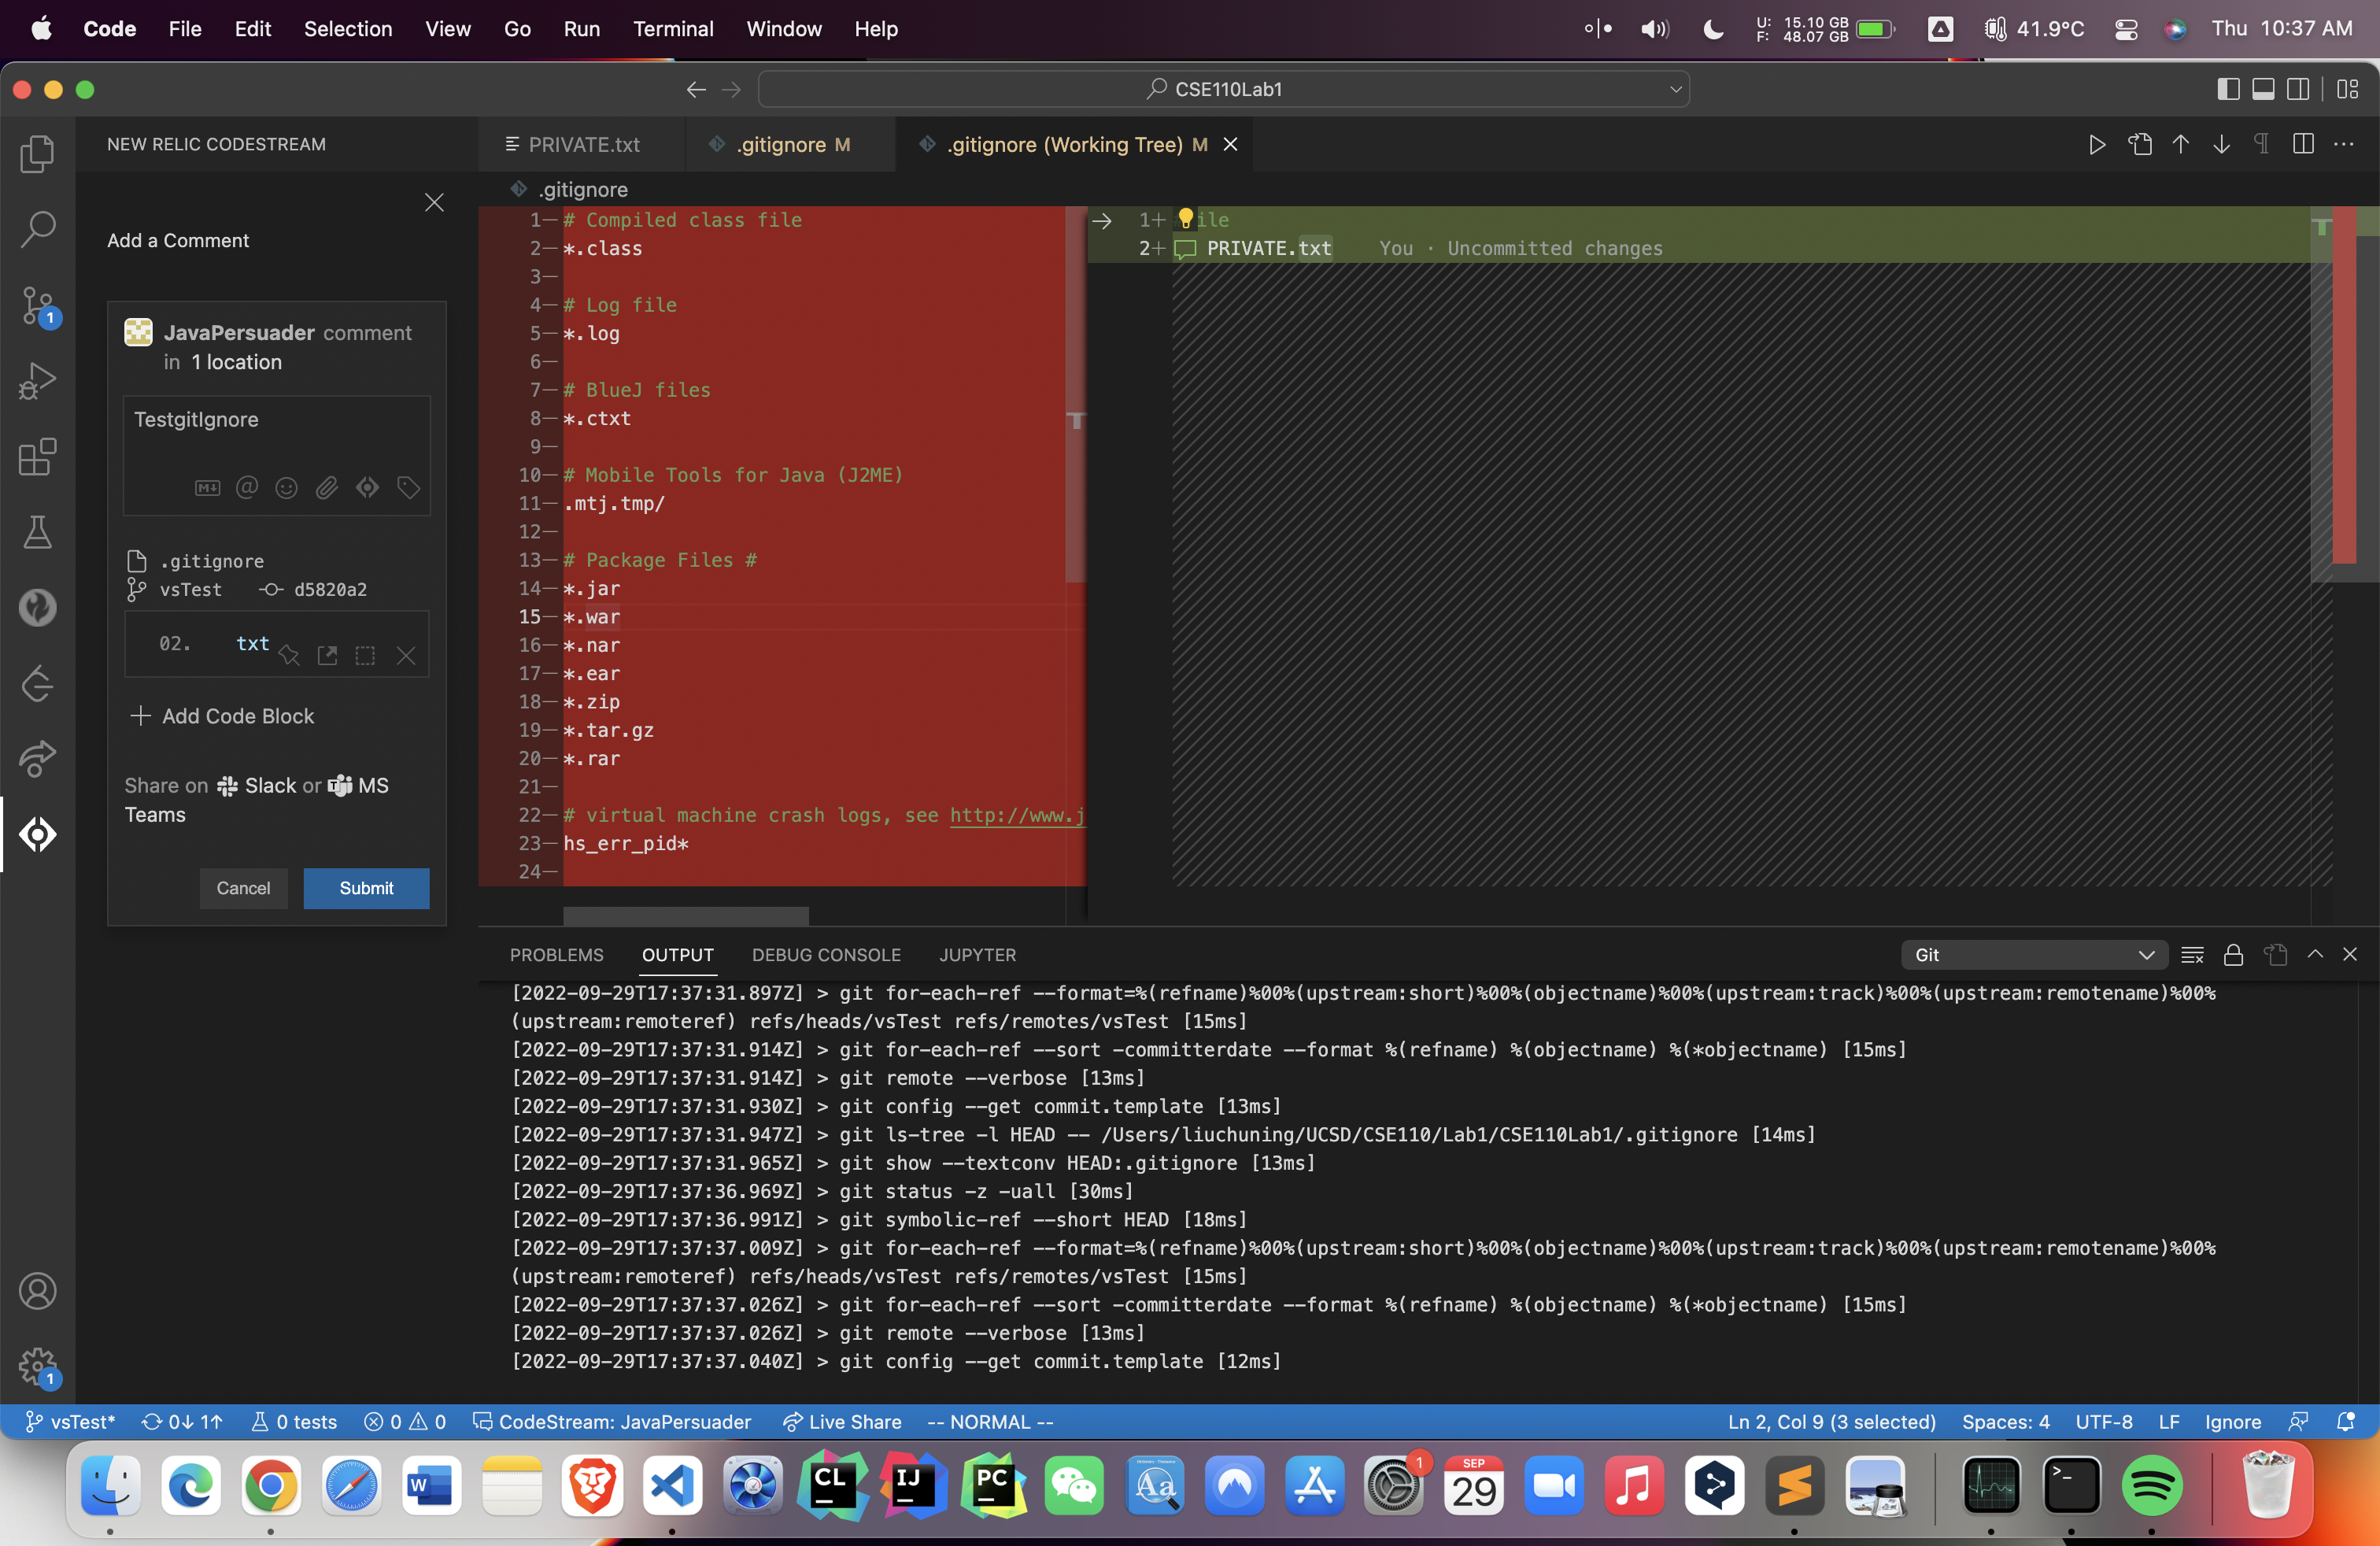 Code File Edit Selection View Go Run Terminal Window Help
U: 15.10 GB
F: 48.07 GB
41.9°C
Thu 10:37 AM
CSE110Lab1
NEW RELIC CODESTREAM
PRIVATE.txt
.gitignore M
.gitignore (Working Tree) M
.gitignore
Add a Comment
JavaPersuader comment
in 1 location
TestgitIgnore
.gitignore
vsTest d5820a2
02. txt
Add Code Block
Share on Slack or MS
Teams
Cancel Submit
1 # Compiled class file
2 *.class
3
4 # Log file
5 *.log
6
7 # BlueJ files
8 *.ctxt
9
10 # Mobile Tools for Java (J2ME)
11 .mtj.tmp/
12
13 # Package Files #
14 *.jar
15 *.war
16 *.nar
17 *.ear
18 *.zip
19 *.tar.gz
20 *.rar
21
22 # virtual machine crash logs, see http://www.j
23 hs_err_pid*
24
1+ ile
2+ PRIVATE.txt You · Uncommitted changes
PROBLEMS OUTPUT DEBUG CONSOLE JUPYTER
Git
[2022-09-29T17:37:31.897Z] > git for-each-ref --format=%(refname)%00%(upstream:short)%00%(objectname)%00%(upstream:track)%00%(upstream:remotename)%00%
(upstream:remoteref) refs/heads/vsTest refs/remotes/vsTest [15ms]
[2022-09-29T17:37:31.914Z] > git for-each-ref --sort -committerdate --format %(refname) %(objectname) %(*objectname) [15ms]
[2022-09-29T17:37:31.914Z] > git remote --verbose [13ms]
[2022-09-29T17:37:31.930Z] > git config --get commit.template [13ms]
[2022-09-29T17:37:31.947Z] > git ls-tree -l HEAD -- /Users/liuchuning/UCSD/CSE110/Lab1/CSE110Lab1/.gitignore [14ms]
[2022-09-29T17:37:31.965Z] > git show --textconv HEAD:.gitignore [13ms]
[2022-09-29T17:37:36.969Z] > git status -z -uall [30ms]
[2022-09-29T17:37:36.991Z] > git symbolic-ref --short HEAD [18ms]
[2022-09-29T17:37:37.009Z] > git for-each-ref --format=%(refname)%00%(upstream:short)%00%(objectname)%00%(upstream:track)%00%(upstream:remotename)%00%
(upstream:remoteref) refs/heads/vsTest refs/remotes/vsTest [15ms]
[2022-09-29T17:37:37.026Z] > git for-each-ref --sort -committerdate --format %(refname) %(objectname) %(*objectname) [15ms]
[2022-09-29T17:37:37.026Z] > git remote --verbose [13ms]
[2022-09-29T17:37:37.040Z] > git config --get commit.template [12ms]
1
1
vsTest* 0↓ 1↑ 0 tests 0 0 CodeStream: JavaPersuader Live Share -- NORMAL --
Ln 2, Col 9 (3 selected) Spaces: 4 UTF-8 LF Ignore
W
CL
IJ
PC
Aa
1
SEP
29
>_